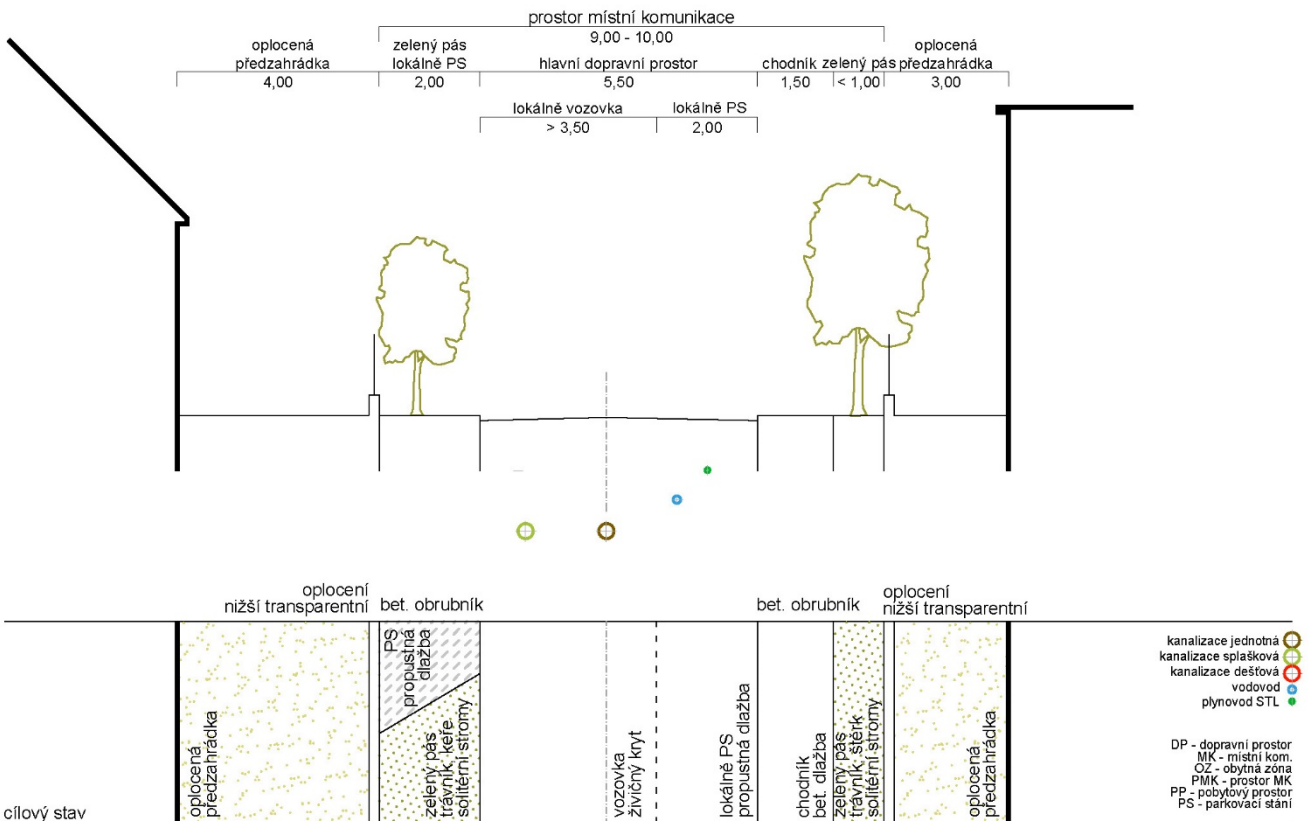 prostor místní komunikace
9,00 - 10,00
oplocená
předzahrádka
4,00
zelený pás
lokálně PS
2,00
hlavní dopravní prostor
5,50
chodník
1,50
zelený pás
< 1,00
oplocená
předzahrádka
3,00
lokálně vozovka
> 3,50
lokálně PS
2,00
oplocení
nižší transparentní
bet. obrubník
bet. obrubník
oplocení
nižší transparentní
oplocená
předzahrádka
PS
propustná
dlažba
zelený pás
trávník, keře,
solitérní stromy
vozovka
živičný kryt
lokálně PS
propustná dlažba
chodník
bet. dlažba
zelený pás
trávník, štěrk
solitérní stromy
oplocená
předzahrádka
kanalizace jednotná
kanalizace splašková
kanalizace dešťová
vodovod
plynovod STL
DP - dopravní prostor
MK - místní kom.
OZ - obytná zóna
PMK - prostor MK
PP - pobytový prostor
PS - parkovací stání
cílový stav